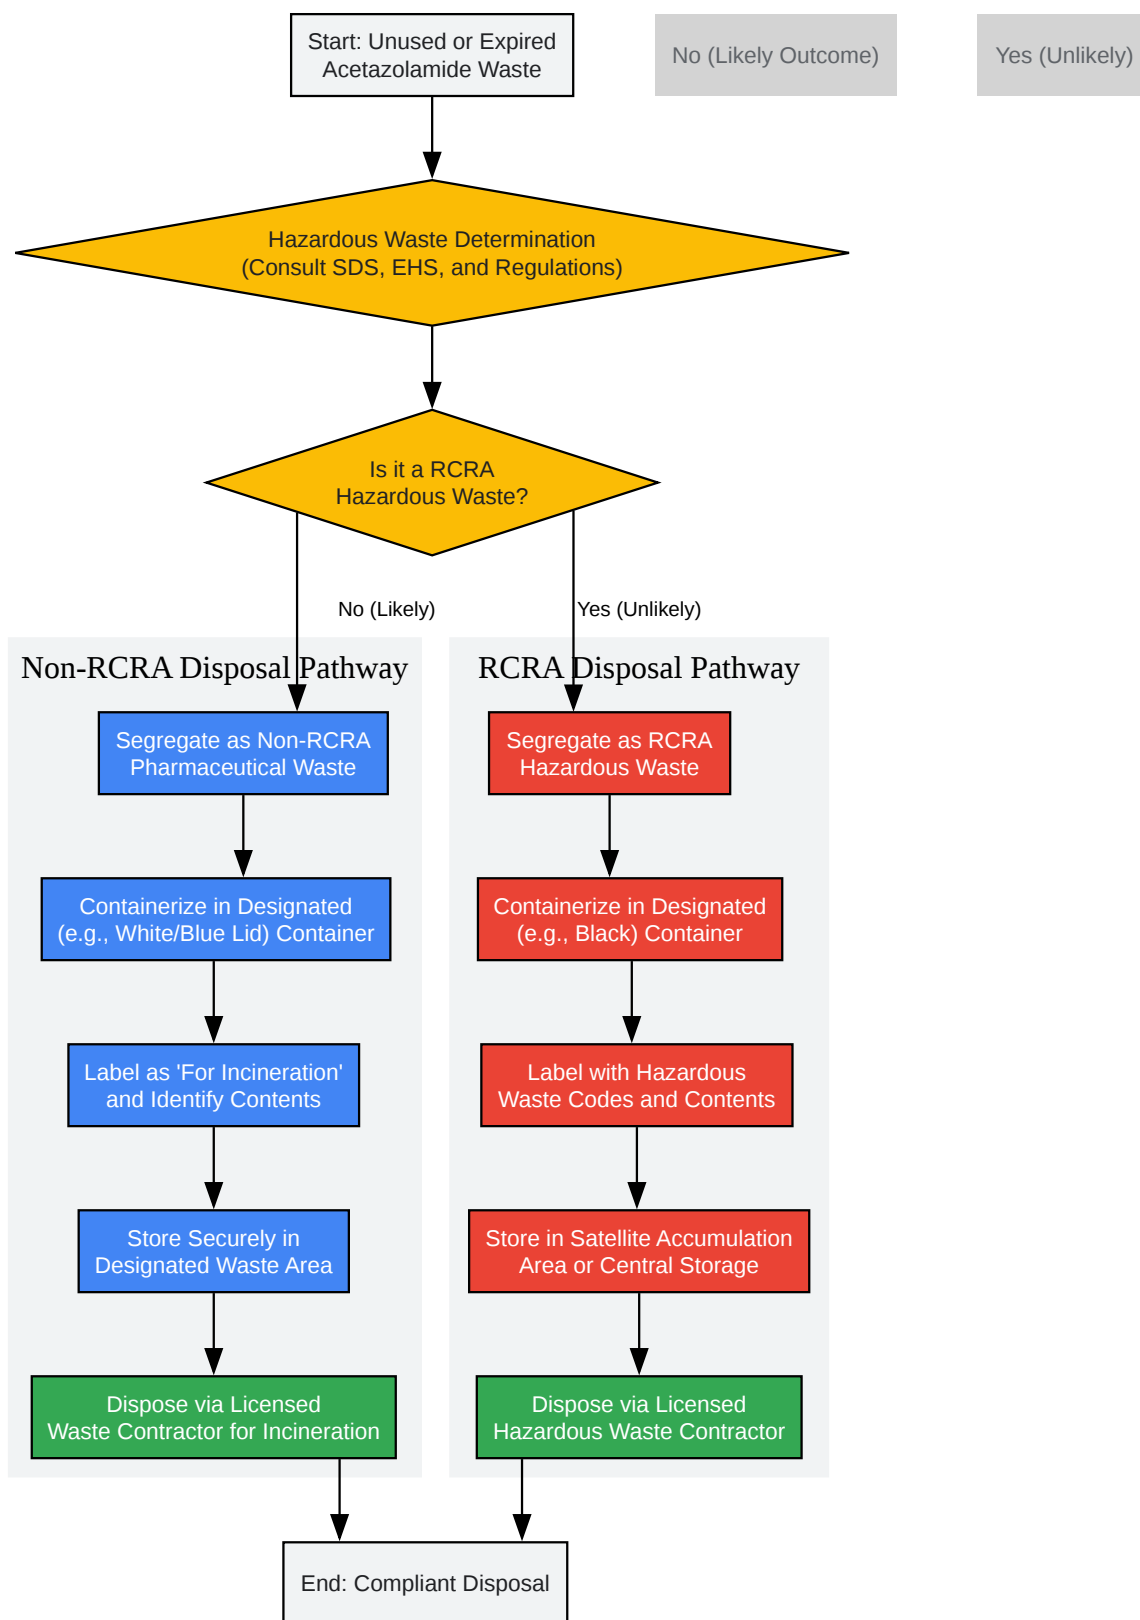 Start: Unused or Expired
Acetazolamide Waste
No (Likely Outcome)
Yes (Unlikely)
Hazardous Waste Determination
(Consult SDS, EHS, and Regulations)
Is it a RCRA
Hazardous Waste?
No (Likely)
Yes (Unlikely)
Non-RCRA Disposal Pathway
Segregate as Non-RCRA
Pharmaceutical Waste
Containerize in Designated
(e.g., White/Blue Lid) Container
Label as 'For Incineration'
and Identify Contents
Store Securely in
Designated Waste Area
Dispose via Licensed
Waste Contractor for Incineration
RCRA Disposal Pathway
Segregate as RCRA
Hazardous Waste
Containerize in Designated
(e.g., Black) Container
Label with Hazardous
Waste Codes and Contents
Store in Satellite Accumulation
Area or Central Storage
Dispose via Licensed
Hazardous Waste Contractor
End: Compliant Disposal